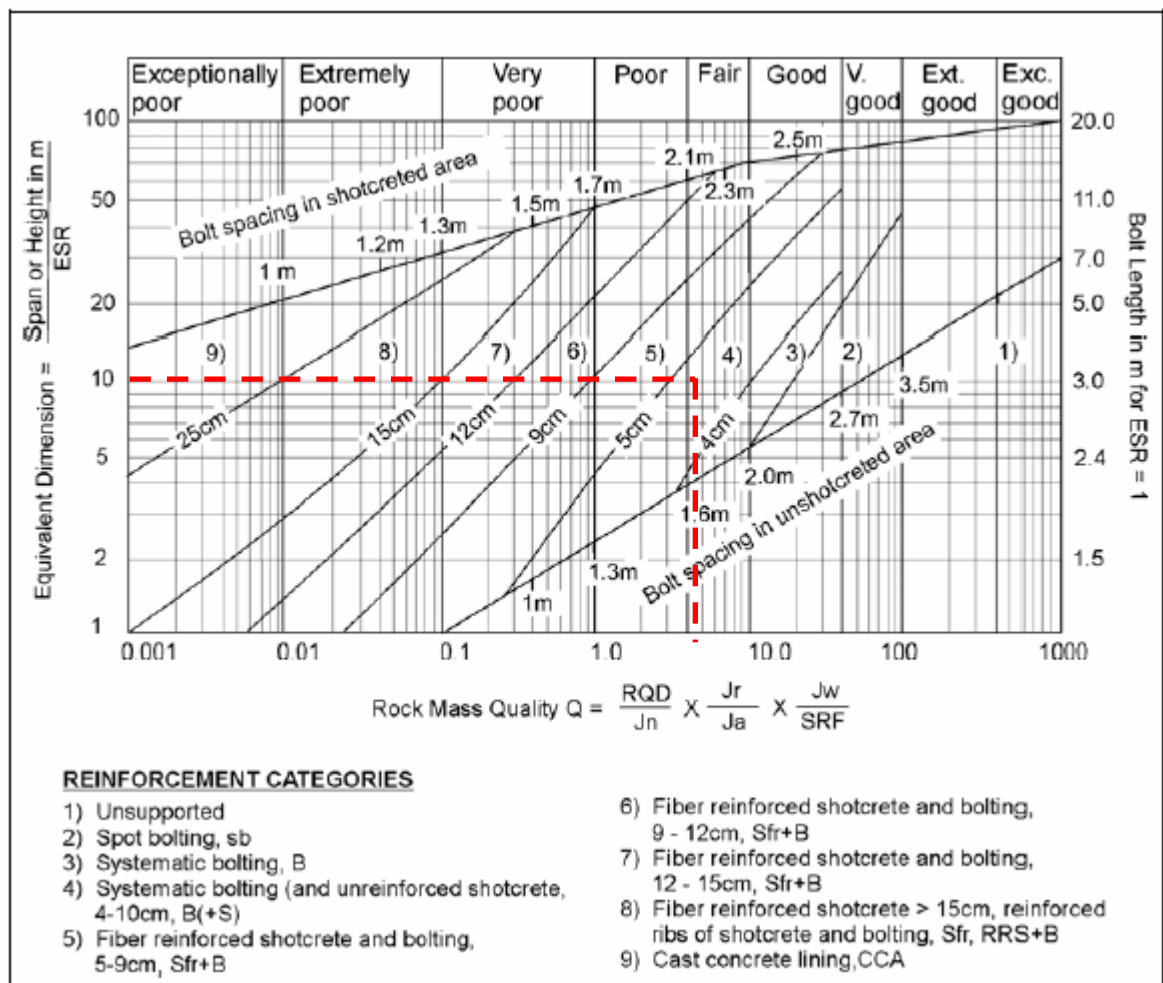 Exceptionally poor
Extremely poor
Very poor
Poor
Fair
Good
V. good
Ext. good
Exc. good
100
50
20
10
5
2
1
Equivalent Dimension = Span or Height in m
ESR
20.0
11.0
7.0
5.0
3.0
2.4
1.5
Bolt Length in m for ESR = 1
Bolt spacing in shotcreted area
1 m
1.2m
1.3m
1.5m
1.7m
2.1m
2.3m
2.5m
9)
8)
7)
6)
5)
4)
3)
2)
1)
25cm
15cm
12cm
9cm
5cm
4cm
3.5m
2.7m
2.0m
1.6m
1.3m
1m
Bolt spacing in unshotcreted area
0.001
0.01
0.1
1.0
10.0
100
1000
Rock Mass Quality Q = RQD X Jr X Jw
Jn Ja SRF
REINFORCEMENT CATEGORIES
1) Unsupported
2) Spot bolting, sb
3) Systematic bolting, B
4) Systematic bolting (and unreinforced shotcrete,
4-10cm, B(+S)
5) Fiber reinforced shotcrete and bolting,
5-9cm, Sfr+B
6) Fiber reinforced shotcrete and bolting,
9 - 12cm, Sfr+B
7) Fiber reinforced shotcrete and bolting,
12 - 15cm, Sfr+B
8) Fiber reinforced shotcrete > 15cm, reinforced
ribs of shotcrete and bolting, Sfr, RRS+B
9) Cast concrete lining,CCA